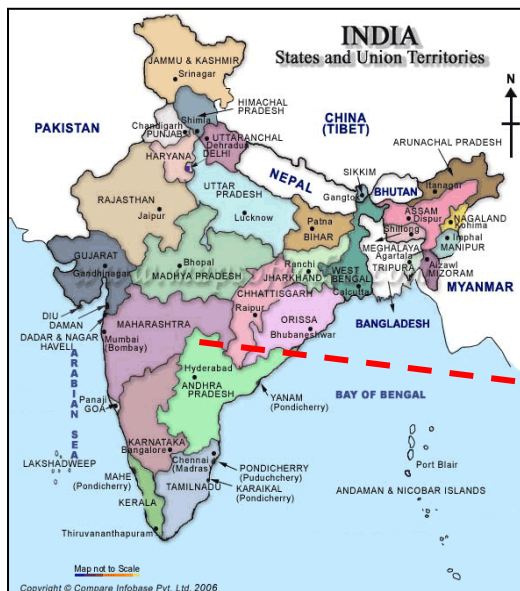 INDIA
States and Union Territories
N
JAMMU & KASHMIR
Srinagar
HIMACHAL
PRADESH
Shimla
Chandigarh
PUNJAB
PAKISTAN
CHINA
(TIBET)
UTTARANCHAL
Dehradun
HARYANA
DELHI
ARUNACHAL PRADESH
SIKKIM
NEPAL
BHUTAN
Itanagar
RAJASTHAN
UTTAR PRADESH
Gangtok
ASSAM
Dispur
NAGALAND
Kohima
Jaipur
Lucknow
Patna
BIHAR
Shillong
MEGHALAYA
Imphal
MANIPUR
GUJARAT
Gandhinagar
Bhopal
MADHYA PRADESH
Ranchi
JHARKHAND
WEST
BENGAL
Calcutta
Agartala
TRIPURA
Aizawl
MIZORAM
MYANMAR
CHHATTISGARH
Raipur
ORISSA
Bhubaneshwar
BANGLADESH
DIU
DAMAN
DADAR & NAGAR
HAVELI
MAHARASHTRA
Mumbai
(Bombay)
Hyderabad
ANDHRA
PRADESH
YANAM
(Pondicherry)
BAY OF BENGAL
ARABIAN SEA
Panaji
GOA
KARNATAKA
Bangalore
Chennai
(Madras)
PONDICHERRY
(Puduchery)
LAKSHADWEEP
MAHE
(Pondicherry)
TAMILNADU
KARAIKAL
(Pondicherry)
KERALA
Port Blair
ANDAMAN & NICOBAR ISLANDS
Thiruvananthapuram
Map not to Scale
Copyright © Compare Infobase Pvt. Ltd. 2006